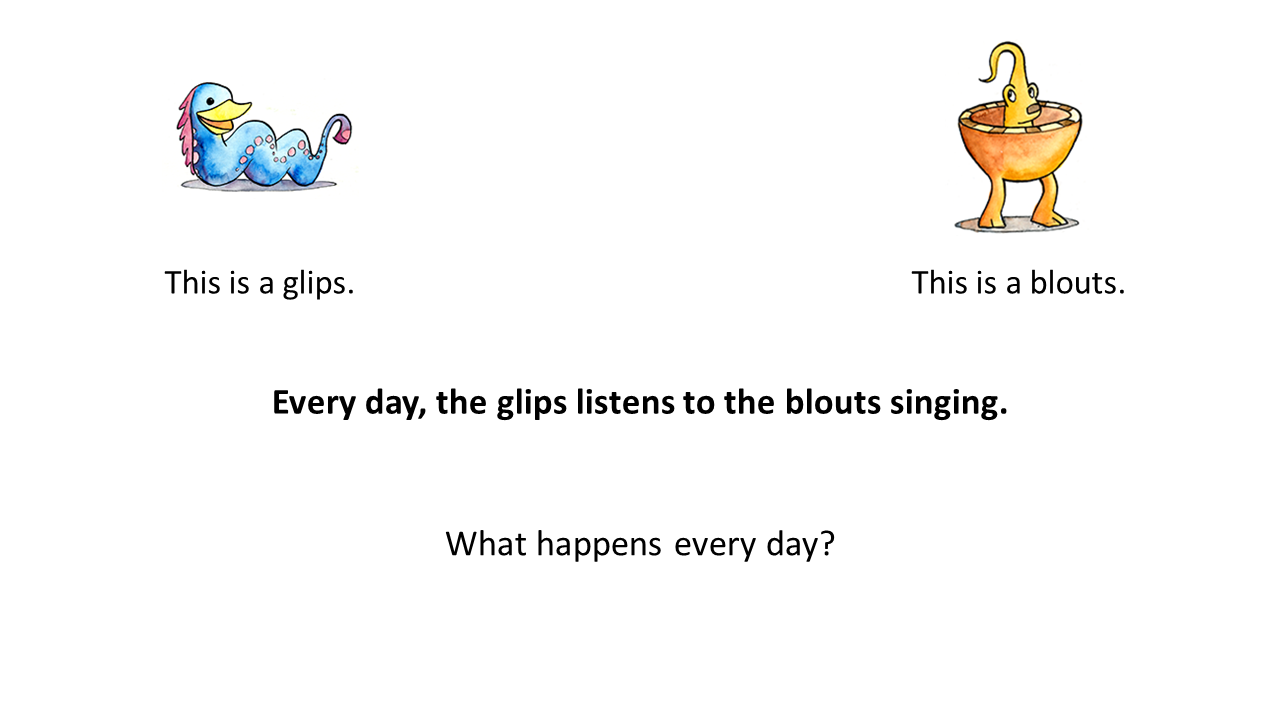 This is a glips.
This is a blouts.
Every day, the glips listens to the blouts singing.
What happens every day?